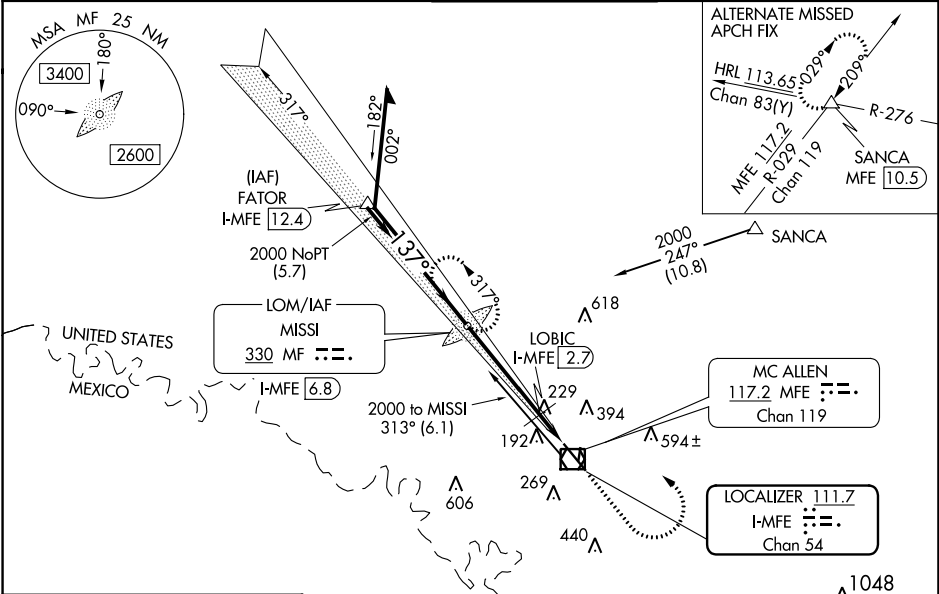 MSA MF 25 NM
180°
3400
090°
2600
ALTERNATE MISSED
APCH FIX
HRL 113.65
Chan 83(Y)
029°
209°
R-276
MFE 117.2
R-029
Chan 119
SANCA
MFE 10.5
317°
182°
002°
(IAF)
FATOR
I-MFE 12.4
2000 NoPT
(5.7)
137°
317°
2000
247°
(10.8)
SANCA
618
LOM/IAF
MISSI
330 MF
I-MFE 6.8
UNITED STATES
MEXICO
LOBIC
I-MFE 2.7
2000 to MISSI
313° (6.1)
229
394
192
594±
269
606
440
MC ALLEN
117.2 MFE
Chan 119
LOCALIZER 111.7
I-MFE
Chan 54
1048